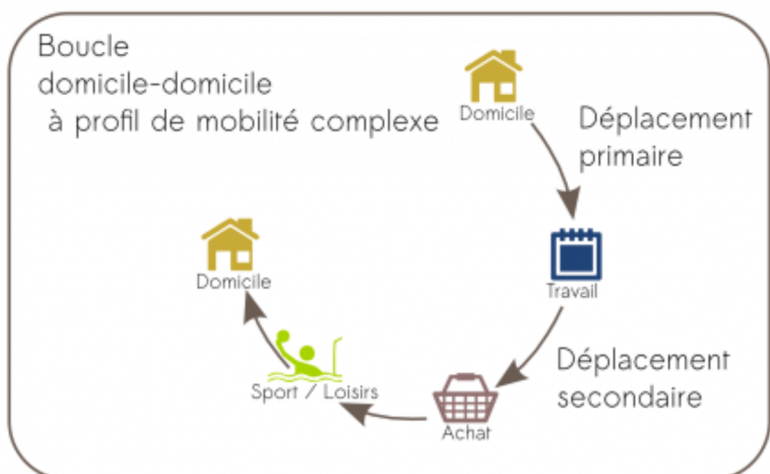 Boucle
domicile-domicile
à profil de mobilité complexe
Domicile
Déplacement
primaire
Travail
Déplacement
secondaire
Achat
Sport / Loisirs
Domicile